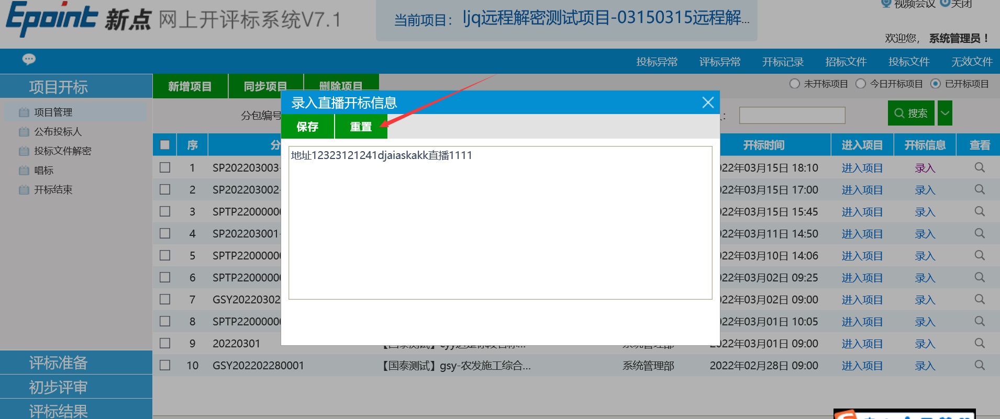 Epoint 新点 网上开评标系统V7.1
当前项目： ljq远程解密测试项目-03150315远程解...
视频会议 关闭
欢迎您， 系统管理员！
投标异常 评标异常 开标记录 招标文件 投标文件 无效文件
项目开标
项目管理
公布投标人
投标文件解密
唱标
开标结束
评标准备
初步评审
评标结果
新增项目 同步项目 删除项目
未开标项目 今日开标项目 已开标项目
分包编号 ： 搜索
录入直播开标信息
保存 重置
地址12323121241djaiaskakk直播1111
序 分 开标时间 进入项目 开标信息 查看
1 SP202203003- 22年03月15日 18:10 进入项目 录入
2 SP202203002- 22年03月15日 17:00 进入项目 录入
3 SPTP2200000 22年03月15日 15:45 进入项目 录入
4 SP202203001- 22年03月11日 14:50 进入项目 录入
5 SPTP2200000 22年03月10日 14:06 进入项目 录入
6 SPTP2200000 22年03月02日 09:25 进入项目 录入
7 GSY20220302 22年03月02日 09:00 进入项目 录入
8 SPTP2200000 22年03月01日 10:05 进入项目 录入
9 20220301 【国泰测试】cyy这是标段名称... 系统管理部 2022年03月01日 09:00 进入项目 录入
10 GSY202202280001 【国泰测试】gsy-农发施工综合... 系统管理部 2022年02月28日 09:00 进入项目 录入